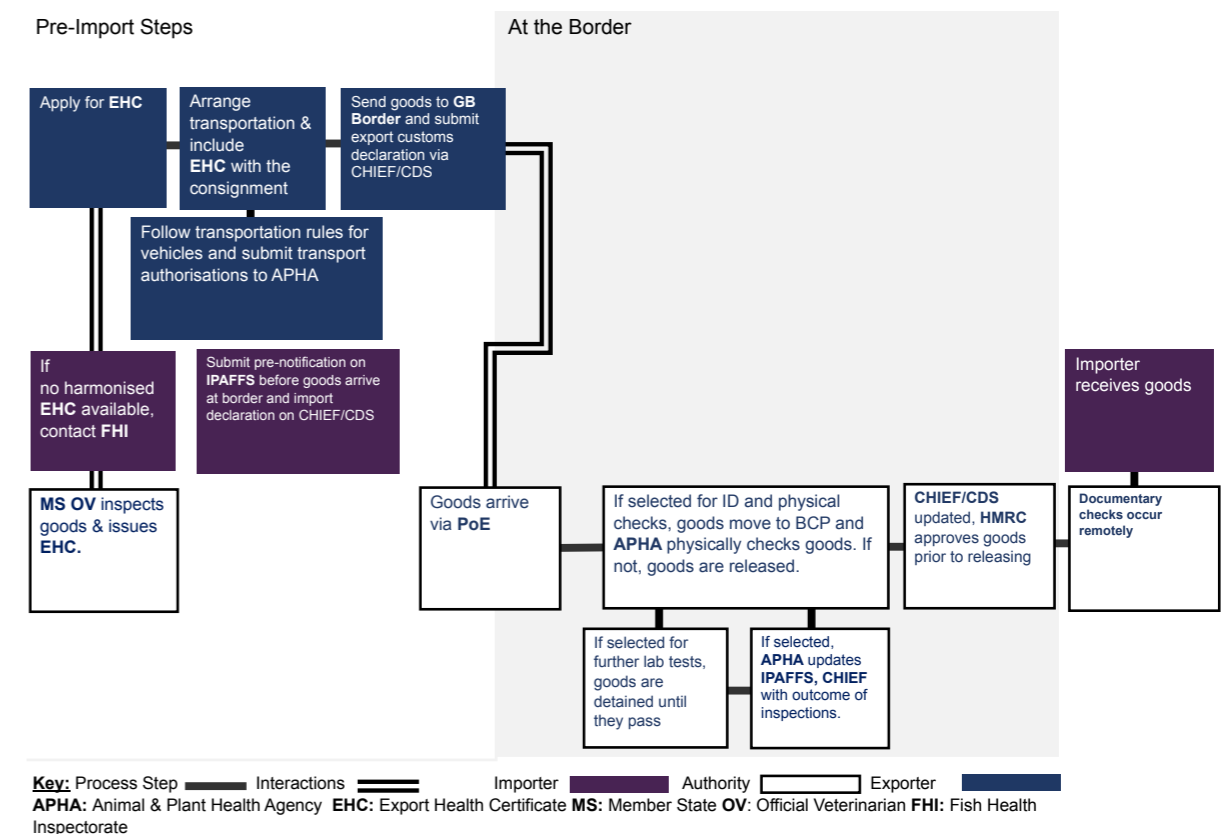 Pre-Import Steps
At the Border
Apply for EHC
Arrange
transportation &
include
EHC with the
consignment
Send goods to GB
Border and submit
export customs
declaration via
CHIEF/CDS
Follow transportation rules for
vehicles and submit transport
authorisations to APHA
If
no harmonised
EHC available,
contact FHI
Submit pre-notification on
IPAFFS before goods arrive
at border and import
declaration on CHIEF/CDS
Importer
receives goods
MS OV inspects
goods & issues
EHC.
Goods arrive
via PoE
If selected for ID and physical
checks, goods move to BCP and
APHA physically checks goods. If
not, goods are released.
CHIEF/CDS
updated, HMRC
approves goods
prior to releasing
Documentary
checks occur
remotely
If selected for
further lab tests,
goods are
detained until
they pass
If selected,
APHA updates
IPAFFS, CHIEF
with outcome of
inspections.
Key: Process Step Interactions Importer Authority Exporter
APHA: Animal & Plant Health Agency EHC: Export Health Certificate MS: Member State OV: Official Veterinarian FHI: Fish Health
Inspectorate